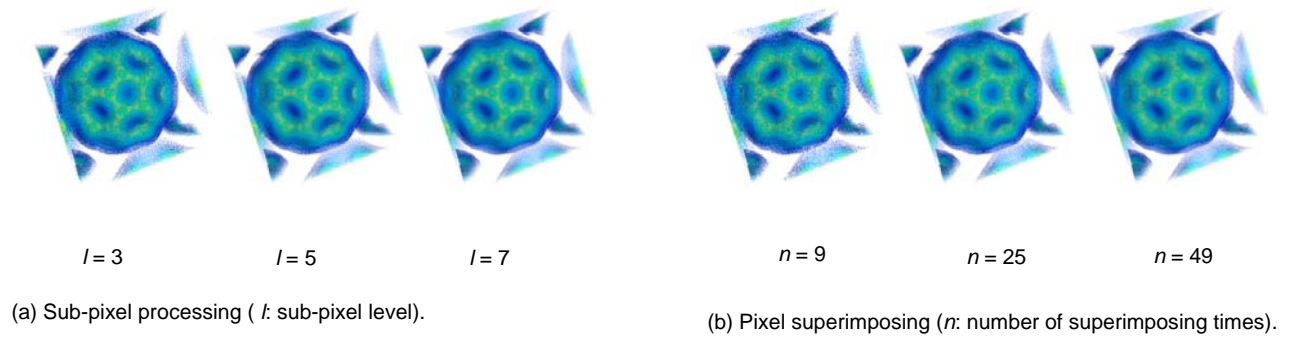 l = 3
l = 5
l = 7
(a) Sub-pixel processing ( l: sub-pixel level).
n = 9
n = 25
n = 49
(b) Pixel superimposing (n: number of superimposing times).